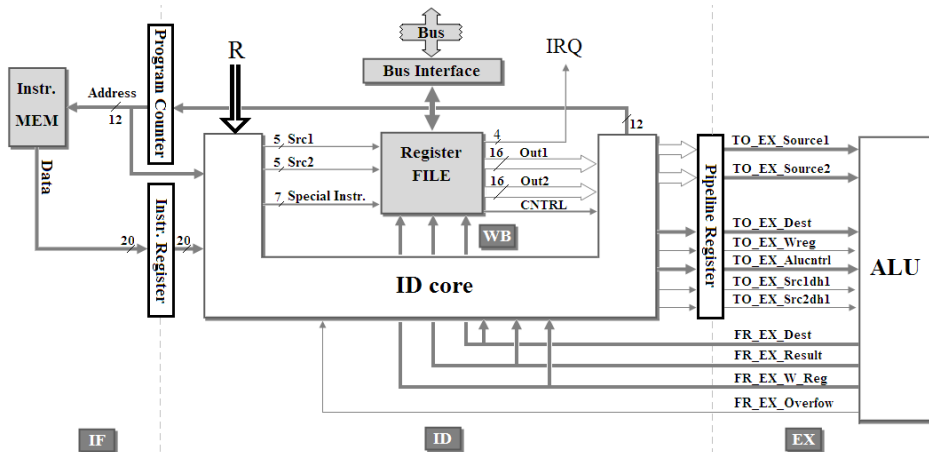 Bus
Bus Interface
R
IRQ
Program Counter
Instr.
MEM
Address
12
Data
20
Instr. Register
20
5 Src1
5 Src2
7 Special Instr.
Register
FILE
4
16 Out1
16 Out2
CNTRL
12
WB
ID core
Pipeline Register
TO_EX_Source1
TO_EX_Source2
TO_EX_Dest
TO_EX_Wreg
TO_EX_Alucntrl
TO_EX_Src1dh1
TO_EX_Src2dh1
ALU
FR_EX_Dest
FR_EX_Result
FR_EX_W_Reg
FR_EX_Overfow
IF
ID
EX